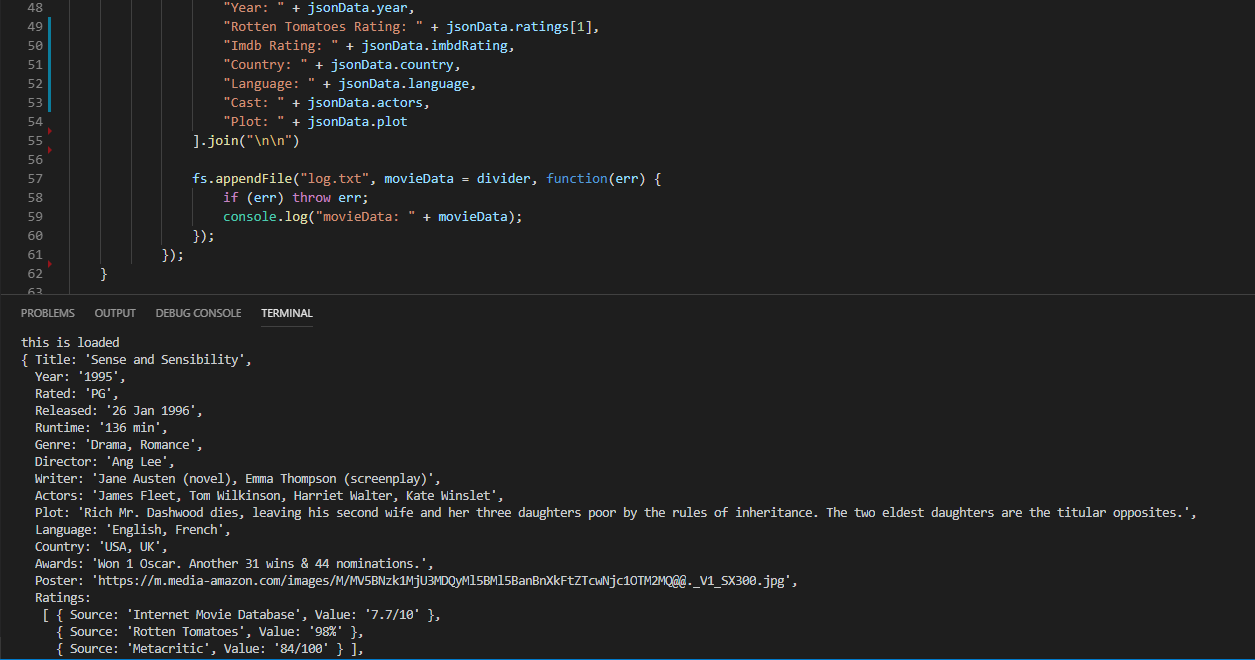 48 "Year: " + jsonData.year,
49 "Rotten Tomatoes Rating: " + jsonData.ratings[1],
50 "Imdb Rating: " + jsonData.imbdRating,
51 "Country: " + jsonData.country,
52 "Language: " + jsonData.language,
53 "Cast: " + jsonData.actors,
54 "Plot: " + jsonData.plot
55 ].join("\n\n")
56
57 fs.appendFile("log.txt", movieData = divider, function(err) {
58 if (err) throw err;
59 console.log("movieData: " + movieData);
60 });
61 });
62 }
63
PROBLEMS OUTPUT DEBUG CONSOLE TERMINAL
this is loaded
{ Title: 'Sense and Sensibility',
Year: '1995',
Rated: 'PG',
Released: '26 Jan 1996',
Runtime: '136 min',
Genre: 'Drama, Romance',
Director: 'Ang Lee',
Writer: 'Jane Austen (novel), Emma Thompson (screenplay)',
Actors: 'James Fleet, Tom Wilkinson, Harriet Walter, Kate Winslet',
Plot: 'Rich Mr. Dashwood dies, leaving his second wife and her three daughters poor by the rules of inheritance. The two eldest daughters are the titular opposites.',
Language: 'English, French',
Country: 'USA, UK',
Awards: 'Won 1 Oscar. Another 31 wins & 44 nominations.',
Poster: 'https://m.media-amazon.com/images/M/MV5BNzk1MjU3MDQyMl5BMl5BanBnXkFtZTcwNjc1OTM2MQ@@._V1_SX300.jpg',
Ratings:
[ { Source: 'Internet Movie Database', Value: '7.7/10' },
{ Source: 'Rotten Tomatoes', Value: '98%' },
{ Source: 'Metacritic', Value: '84/100' } ],